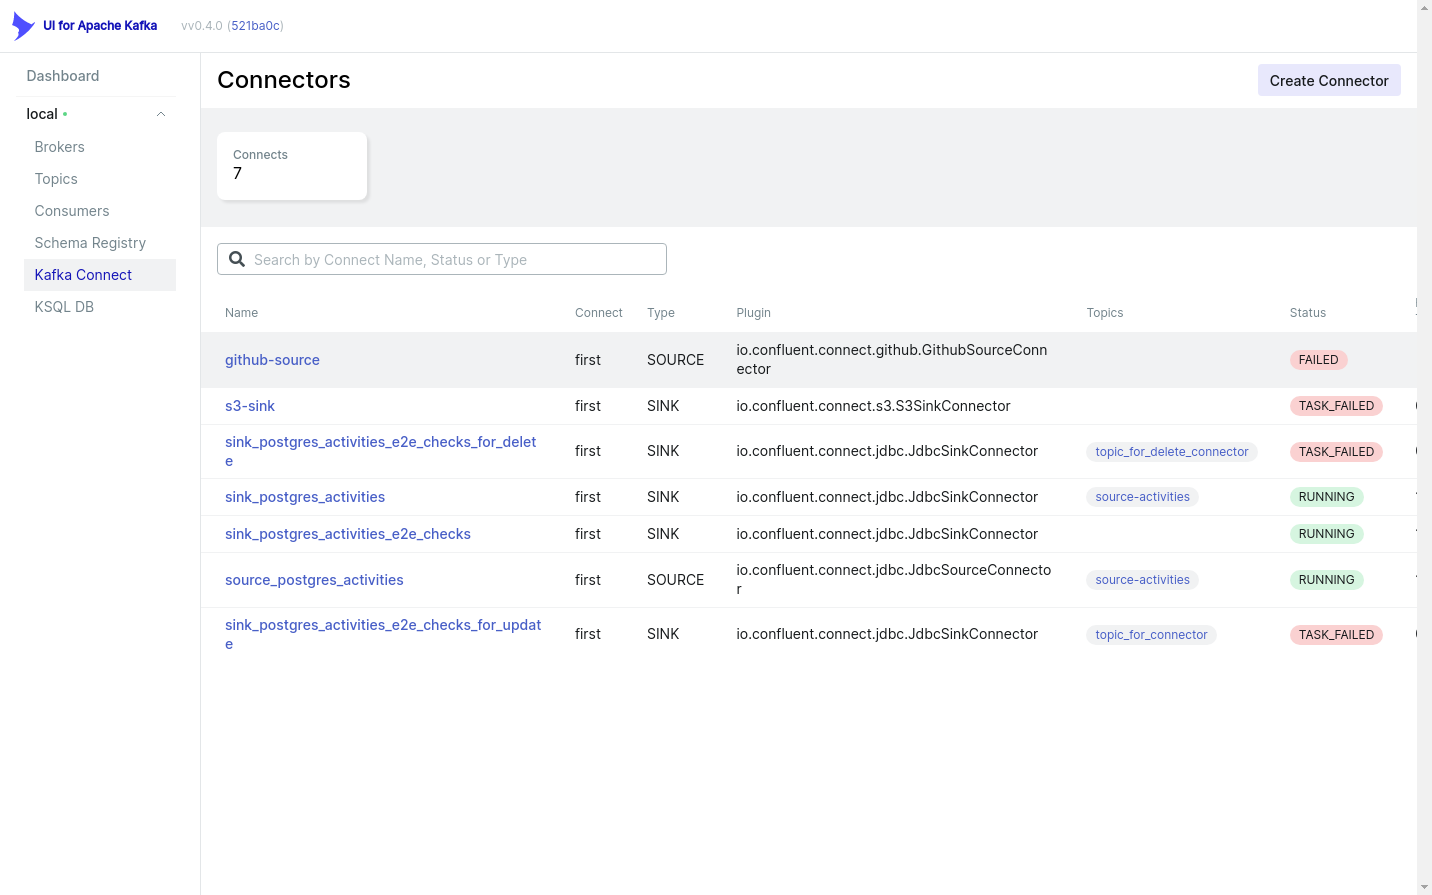 UI for Apache Kafka vv0.4.0 (521ba0c)
Dashboard
local
Brokers
Topics
Consumers
Schema Registry
Kafka Connect
KSQL DB
Connectors
Create Connector
Connects
7
Search by Connect Name, Status or Type
Name Connect Type Plugin Topics Status
github-source first SOURCE io.confluent.connect.github.GithubSourceConn
ector FAILED
s3-sink first SINK io.confluent.connect.s3.S3SinkConnector TASK_FAILED
sink_postgres_activities_e2e_checks_for_delet
e first SINK io.confluent.connect.jdbc.JdbcSinkConnector topic_for_delete_connector TASK_FAILED
sink_postgres_activities first SINK io.confluent.connect.jdbc.JdbcSinkConnector source-activities RUNNING
sink_postgres_activities_e2e_checks first SINK io.confluent.connect.jdbc.JdbcSinkConnector RUNNING
source_postgres_activities first SOURCE io.confluent.connect.jdbc.JdbcSourceConnecto
r source-activities RUNNING
sink_postgres_activities_e2e_checks_for_updat
e first SINK io.confluent.connect.jdbc.JdbcSinkConnector topic_for_connector TASK_FAILED